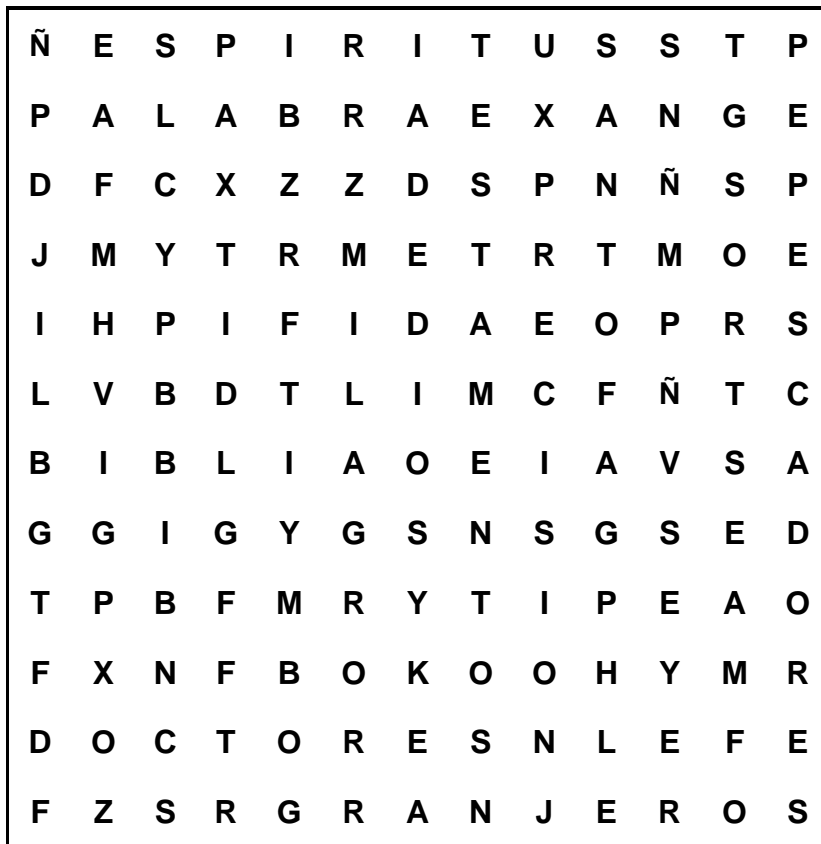 Ñ E S P I R I T U S S T P
P A L A B R A E X A N G E
D F C X Z Z D S P N Ñ S P
J M Y T R M E T R T M O E
I H P I F I D A E O P R S
L V B D T L I M C F Ñ T C
B I B L I A O E I A V S A
G G I G Y G S N S G S E D
T P B F M R Y T I P E A O
F X N F B O K O O H Y M R
D O C T O R E S N L E F E
F Z S R G R A N J E R O S